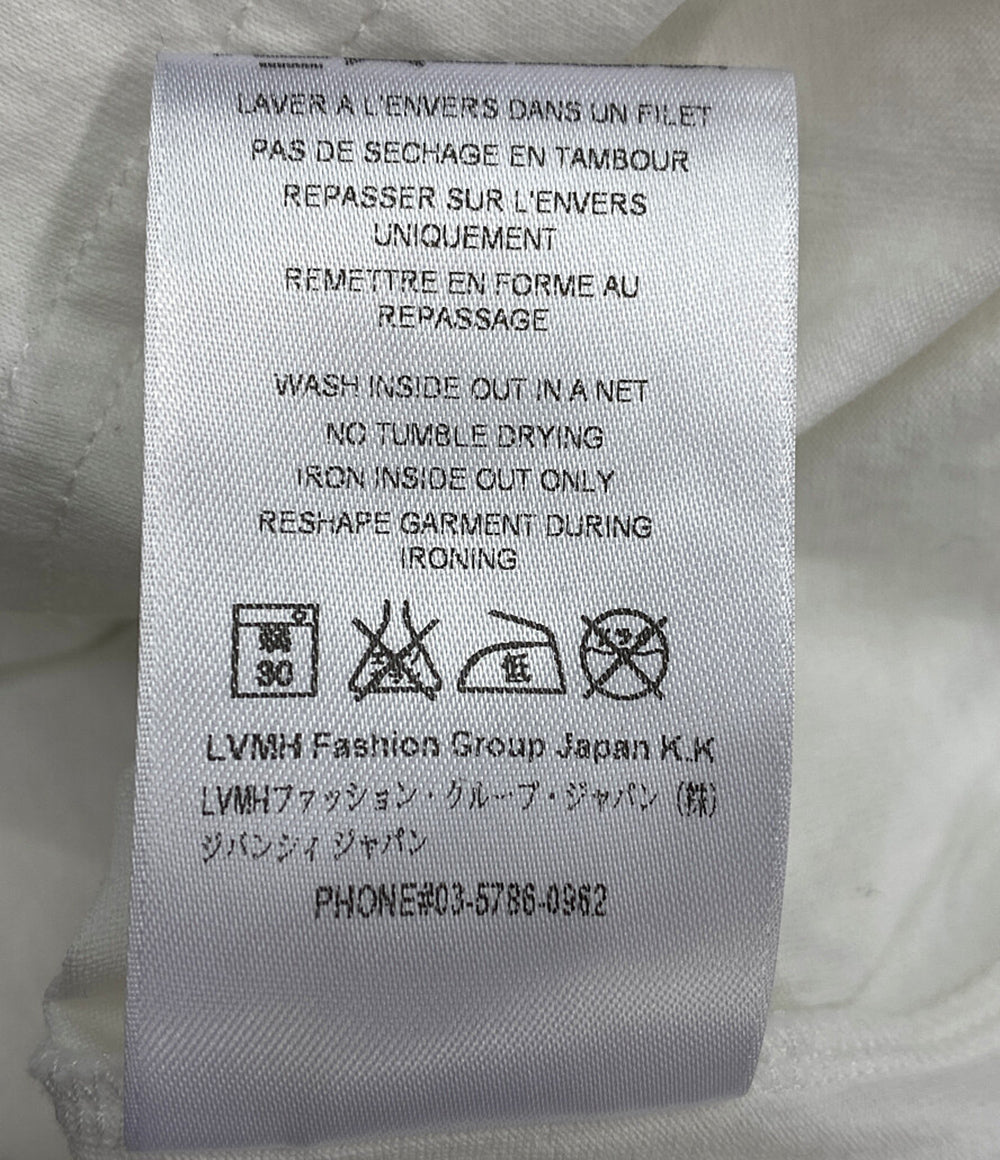 LAVER A L'ENVERS DANS UN FILET
PAS DE SECHAGE EN TAMBOUR
REPASSER SUR L'ENVERS
UNIQUEMENT
REMETTRE EN FORME AU
REPASSAGE
WASH INSIDE OUT IN A NET
NO TUMBLE DRYING
IRON INSIDE OUT ONLY
RESHAPE GARMENT DURING
IRONING
30
低
LVMH Fashion Group Japan K.K
LVMHファッション・グループ・ジャパン (株)
ジバンシィ ジャパン
PHONE#03-5786-0962